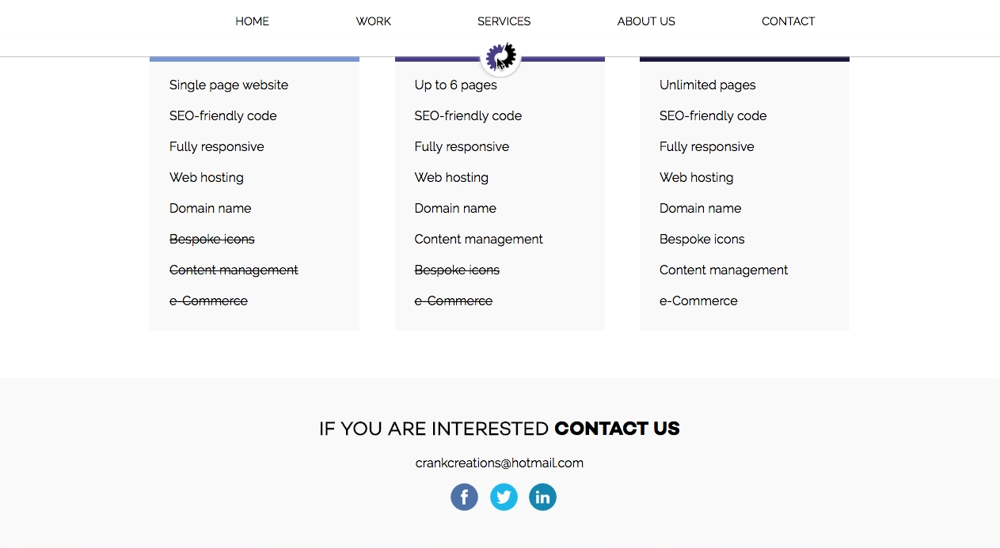 HOME WORK SERVICES ABOUT US CONTACT
Single page website
SEO-friendly code
Fully responsive
Web hosting
Domain name
Bespoke icons
Content management
e-Commerce
Up to 6 pages
SEO-friendly code
Fully responsive
Web hosting
Domain name
Content management
Bespoke icons
e-Commerce
Unlimited pages
SEO-friendly code
Fully responsive
Web hosting
Domain name
Bespoke icons
Content management
e-Commerce
IF YOU ARE INTERESTED CONTACT US
crankcreations@hotmail.com
f in